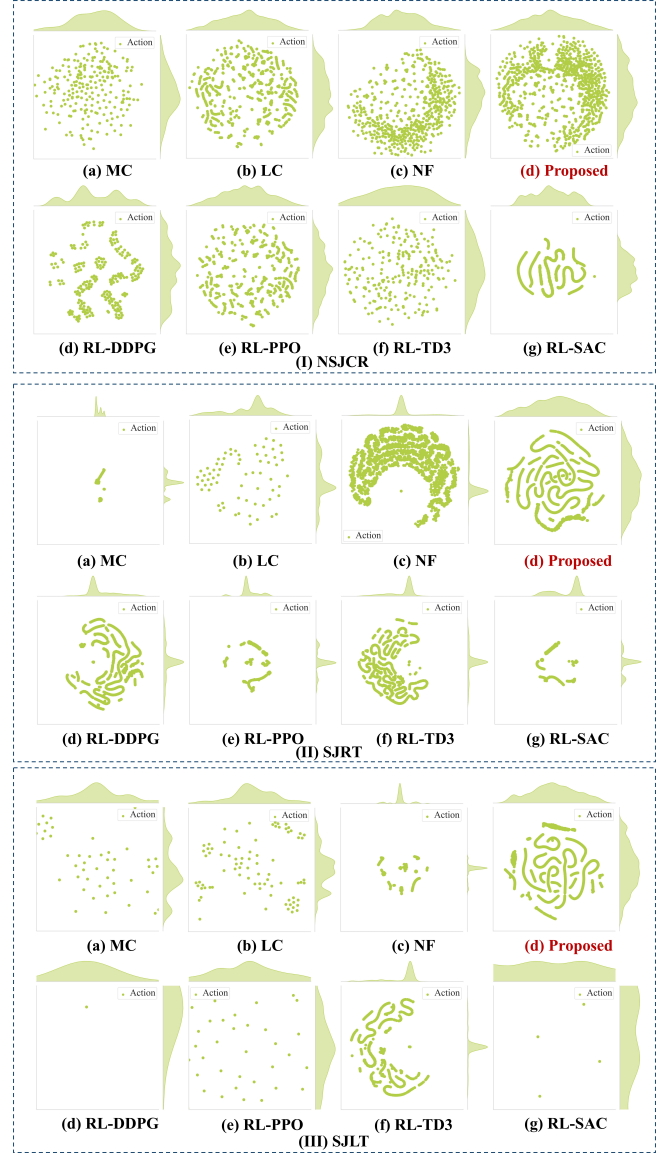 Action Action Action
(a) MC (b) LC (c) NF (d) Proposed
Action
Action Action Action Action
(d) RL-DDPG (e) RL-PPO (f) RL-TD3 (g) RL-SAC
(I) NSJCR
Action Action Action
Action
(a) MC (b) LC (c) NF (d) Proposed
Action Action Action Action
(d) RL-DDPG (e) RL-PPO (f) RL-TD3 (g) RL-SAC
(II) SJRT
Action Action Action Action
(a) MC (b) LC (c) NF (d) Proposed
Action Action Action Action
(d) RL-DDPG (e) RL-PPO (f) RL-TD3 (g) RL-SAC
(III) SJLT